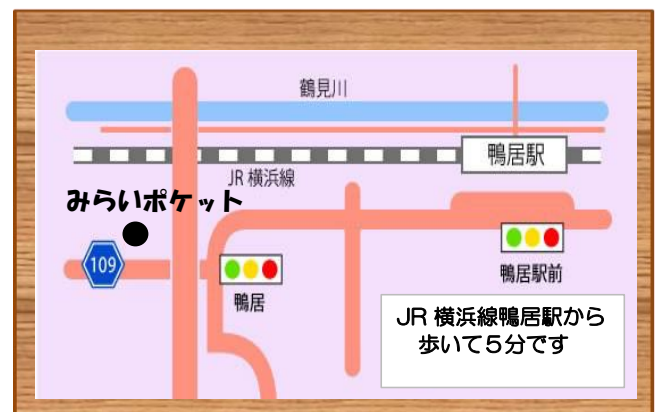 鶴見川
鴨居駅
JR 横浜線
みらいポケット
109
鴨居
鴨居駅前
JR 横浜線鴨居駅から
歩いて5分です